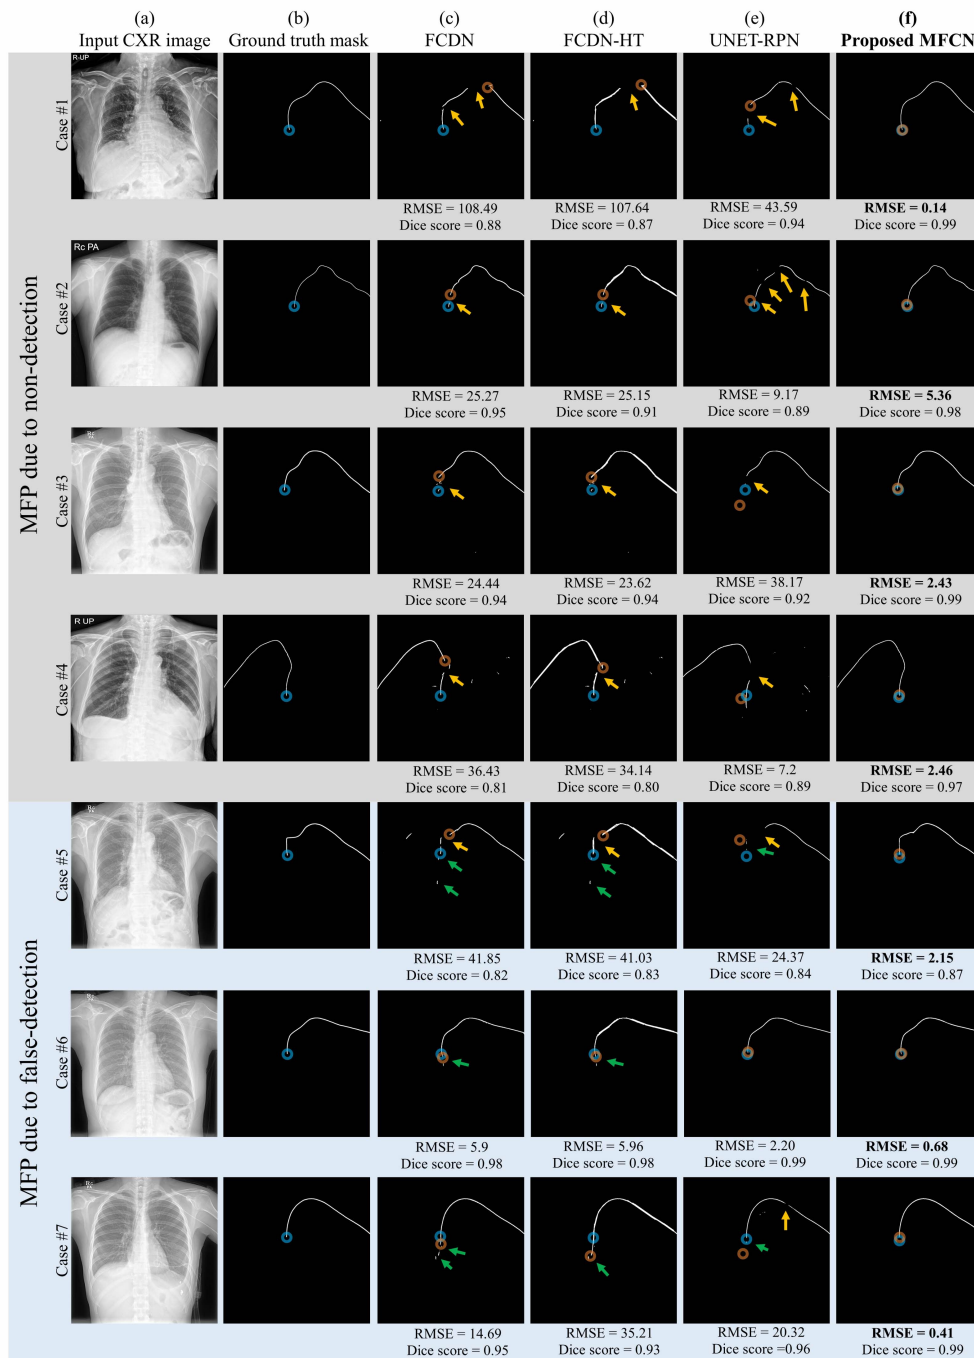 (a) (b) (c) (d) (e) (f)
Input CXR image Ground truth mask FCDN FCDN-HT UNET-RPN Proposed MFCN
MFP due to non-detection
Case #1
R-UP
RMSE = 108.49 RMSE = 107.64 RMSE = 43.59 RMSE = 0.14
Dice score = 0.88 Dice score = 0.87 Dice score = 0.94 Dice score = 0.99
Case #2
Rc PA
RMSE = 25.27 RMSE = 25.15 RMSE = 9.17 RMSE = 5.36
Dice score = 0.95 Dice score = 0.91 Dice score = 0.89 Dice score = 0.98
Case #3
RMSE = 24.44 RMSE = 23.62 RMSE = 38.17 RMSE = 2.43
Dice score = 0.94 Dice score = 0.94 Dice score = 0.92 Dice score = 0.99
Case #4
R UP
RMSE = 36.43 RMSE = 34.14 RMSE = 7.2 RMSE = 2.46
Dice score = 0.81 Dice score = 0.80 Dice score = 0.89 Dice score = 0.97
MFP due to false-detection
Case #5
RMSE = 41.85 RMSE = 41.03 RMSE = 24.37 RMSE = 2.15
Dice score = 0.82 Dice score = 0.83 Dice score = 0.84 Dice score = 0.87
Case #6
RMSE = 5.9 RMSE = 5.96 RMSE = 2.20 RMSE = 0.68
Dice score = 0.98 Dice score = 0.98 Dice score = 0.99 Dice score = 0.99
Case #7
RMSE = 14.69 RMSE = 35.21 RMSE = 20.32 RMSE = 0.41
Dice score = 0.95 Dice score = 0.93 Dice score =0.96 Dice score = 0.99